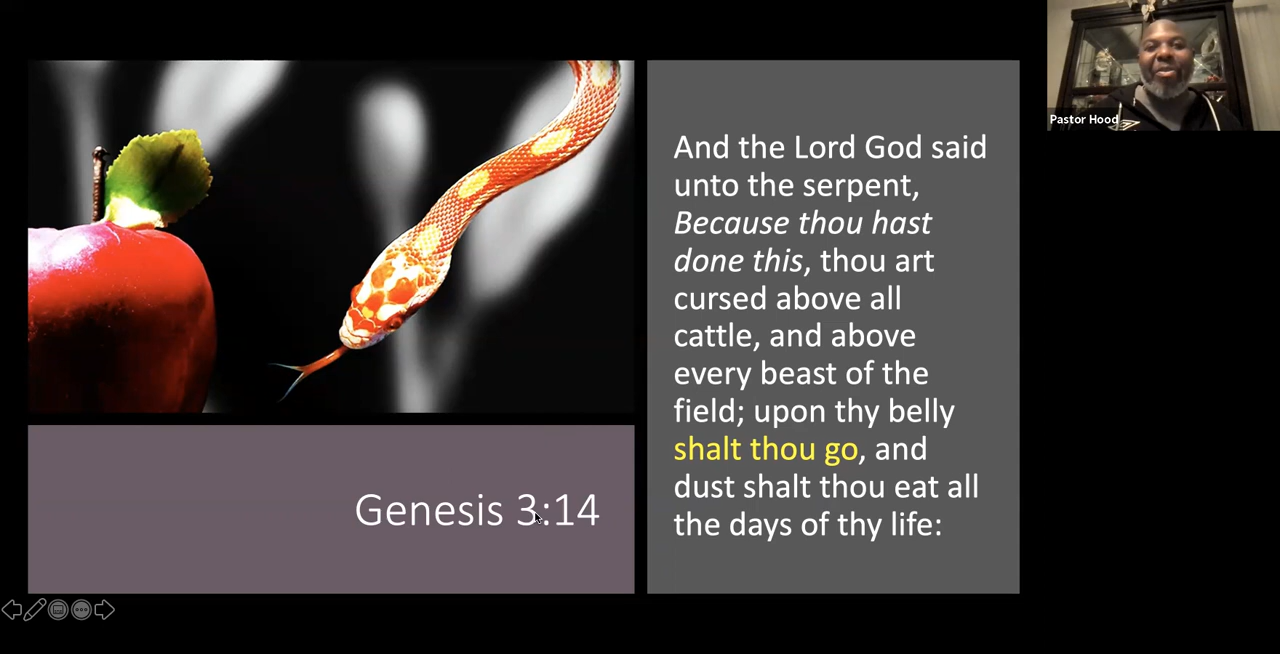 Pastor Hood
And the Lord God said
unto the serpent,
Because thou hast
done this, thou art
cursed above all
cattle, and above
every beast of the
field; upon thy belly
shalt thou go, and
dust shalt thou eat all
the days of thy life:
Genesis 3:14